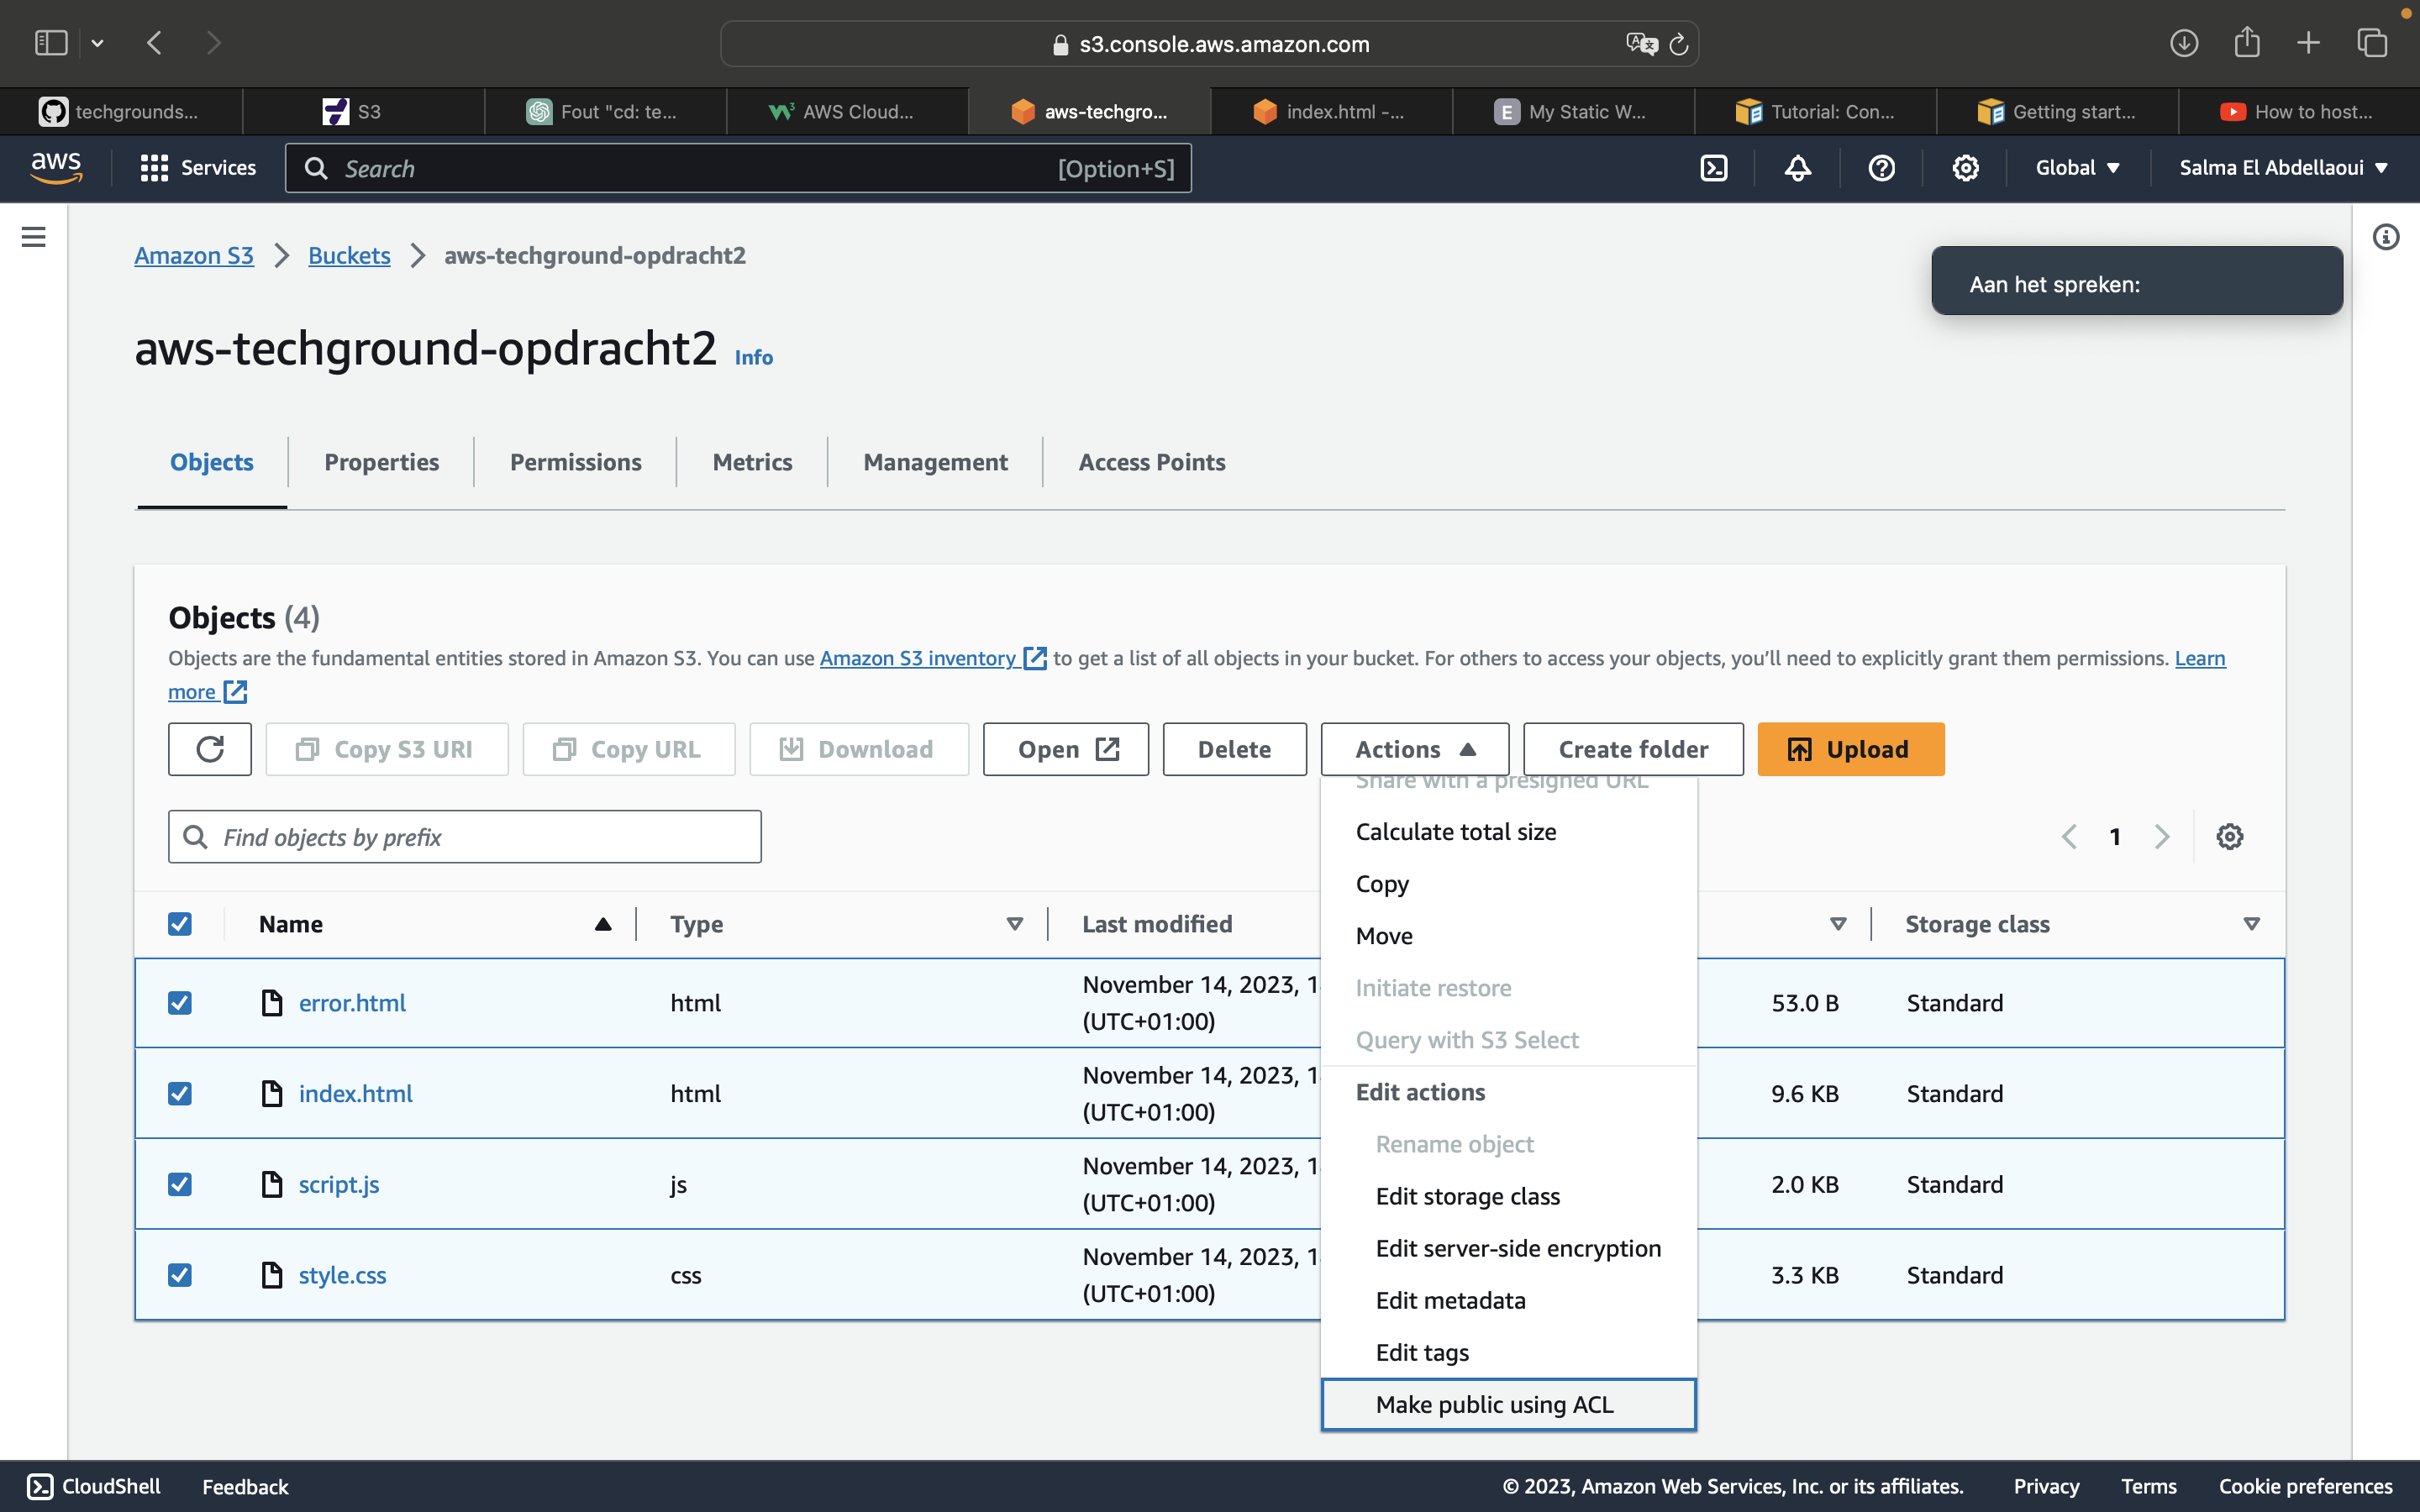 s3.console.aws.amazon.com
techgrounds...
S3
Fout "cd: te...
AWS Cloud...
aws-techgro...
index.html -...
E My Static W...
Tutorial: Con...
Getting start...
How to host...
aws
Services
Search
[Option+S]
Global
Salma El Abdellaoui
Amazon S3
Buckets
aws-techground-opdracht2
Aan het spreken:
aws-techground-opdracht2 Info
Objects
Properties
Permissions
Metrics
Management
Access Points
Objects (4)
Objects are the fundamental entities stored in Amazon S3. You can use Amazon S3 inventory to get a list of all objects in your bucket. For others to access your objects, you'll need to explicitly grant them permissions. Learn
more
Copy S3 URI
Copy URL
Download
Open
Delete
Actions
Create folder
Upload
Share with a presigned URL
Calculate total size
Copy
Move
Initiate restore
Query with S3 Select
Edit actions
Rename object
Edit storage class
Edit server-side encryption
Edit metadata
Edit tags
Make public using ACL
Find objects by prefix
1
Name
Type
Last modified
Storage class
error.html
html
November 14, 2023, 1
(UTC+01:00)
53.0 B
Standard
index.html
html
November 14, 2023, 1
(UTC+01:00)
9.6 KB
Standard
script.js
js
November 14, 2023, 1
(UTC+01:00)
2.0 KB
Standard
style.css
css
November 14, 2023, 1
(UTC+01:00)
3.3 KB
Standard
CloudShell
Feedback
© 2023, Amazon Web Services, Inc. or its affiliates.
Privacy
Terms
Cookie preferences